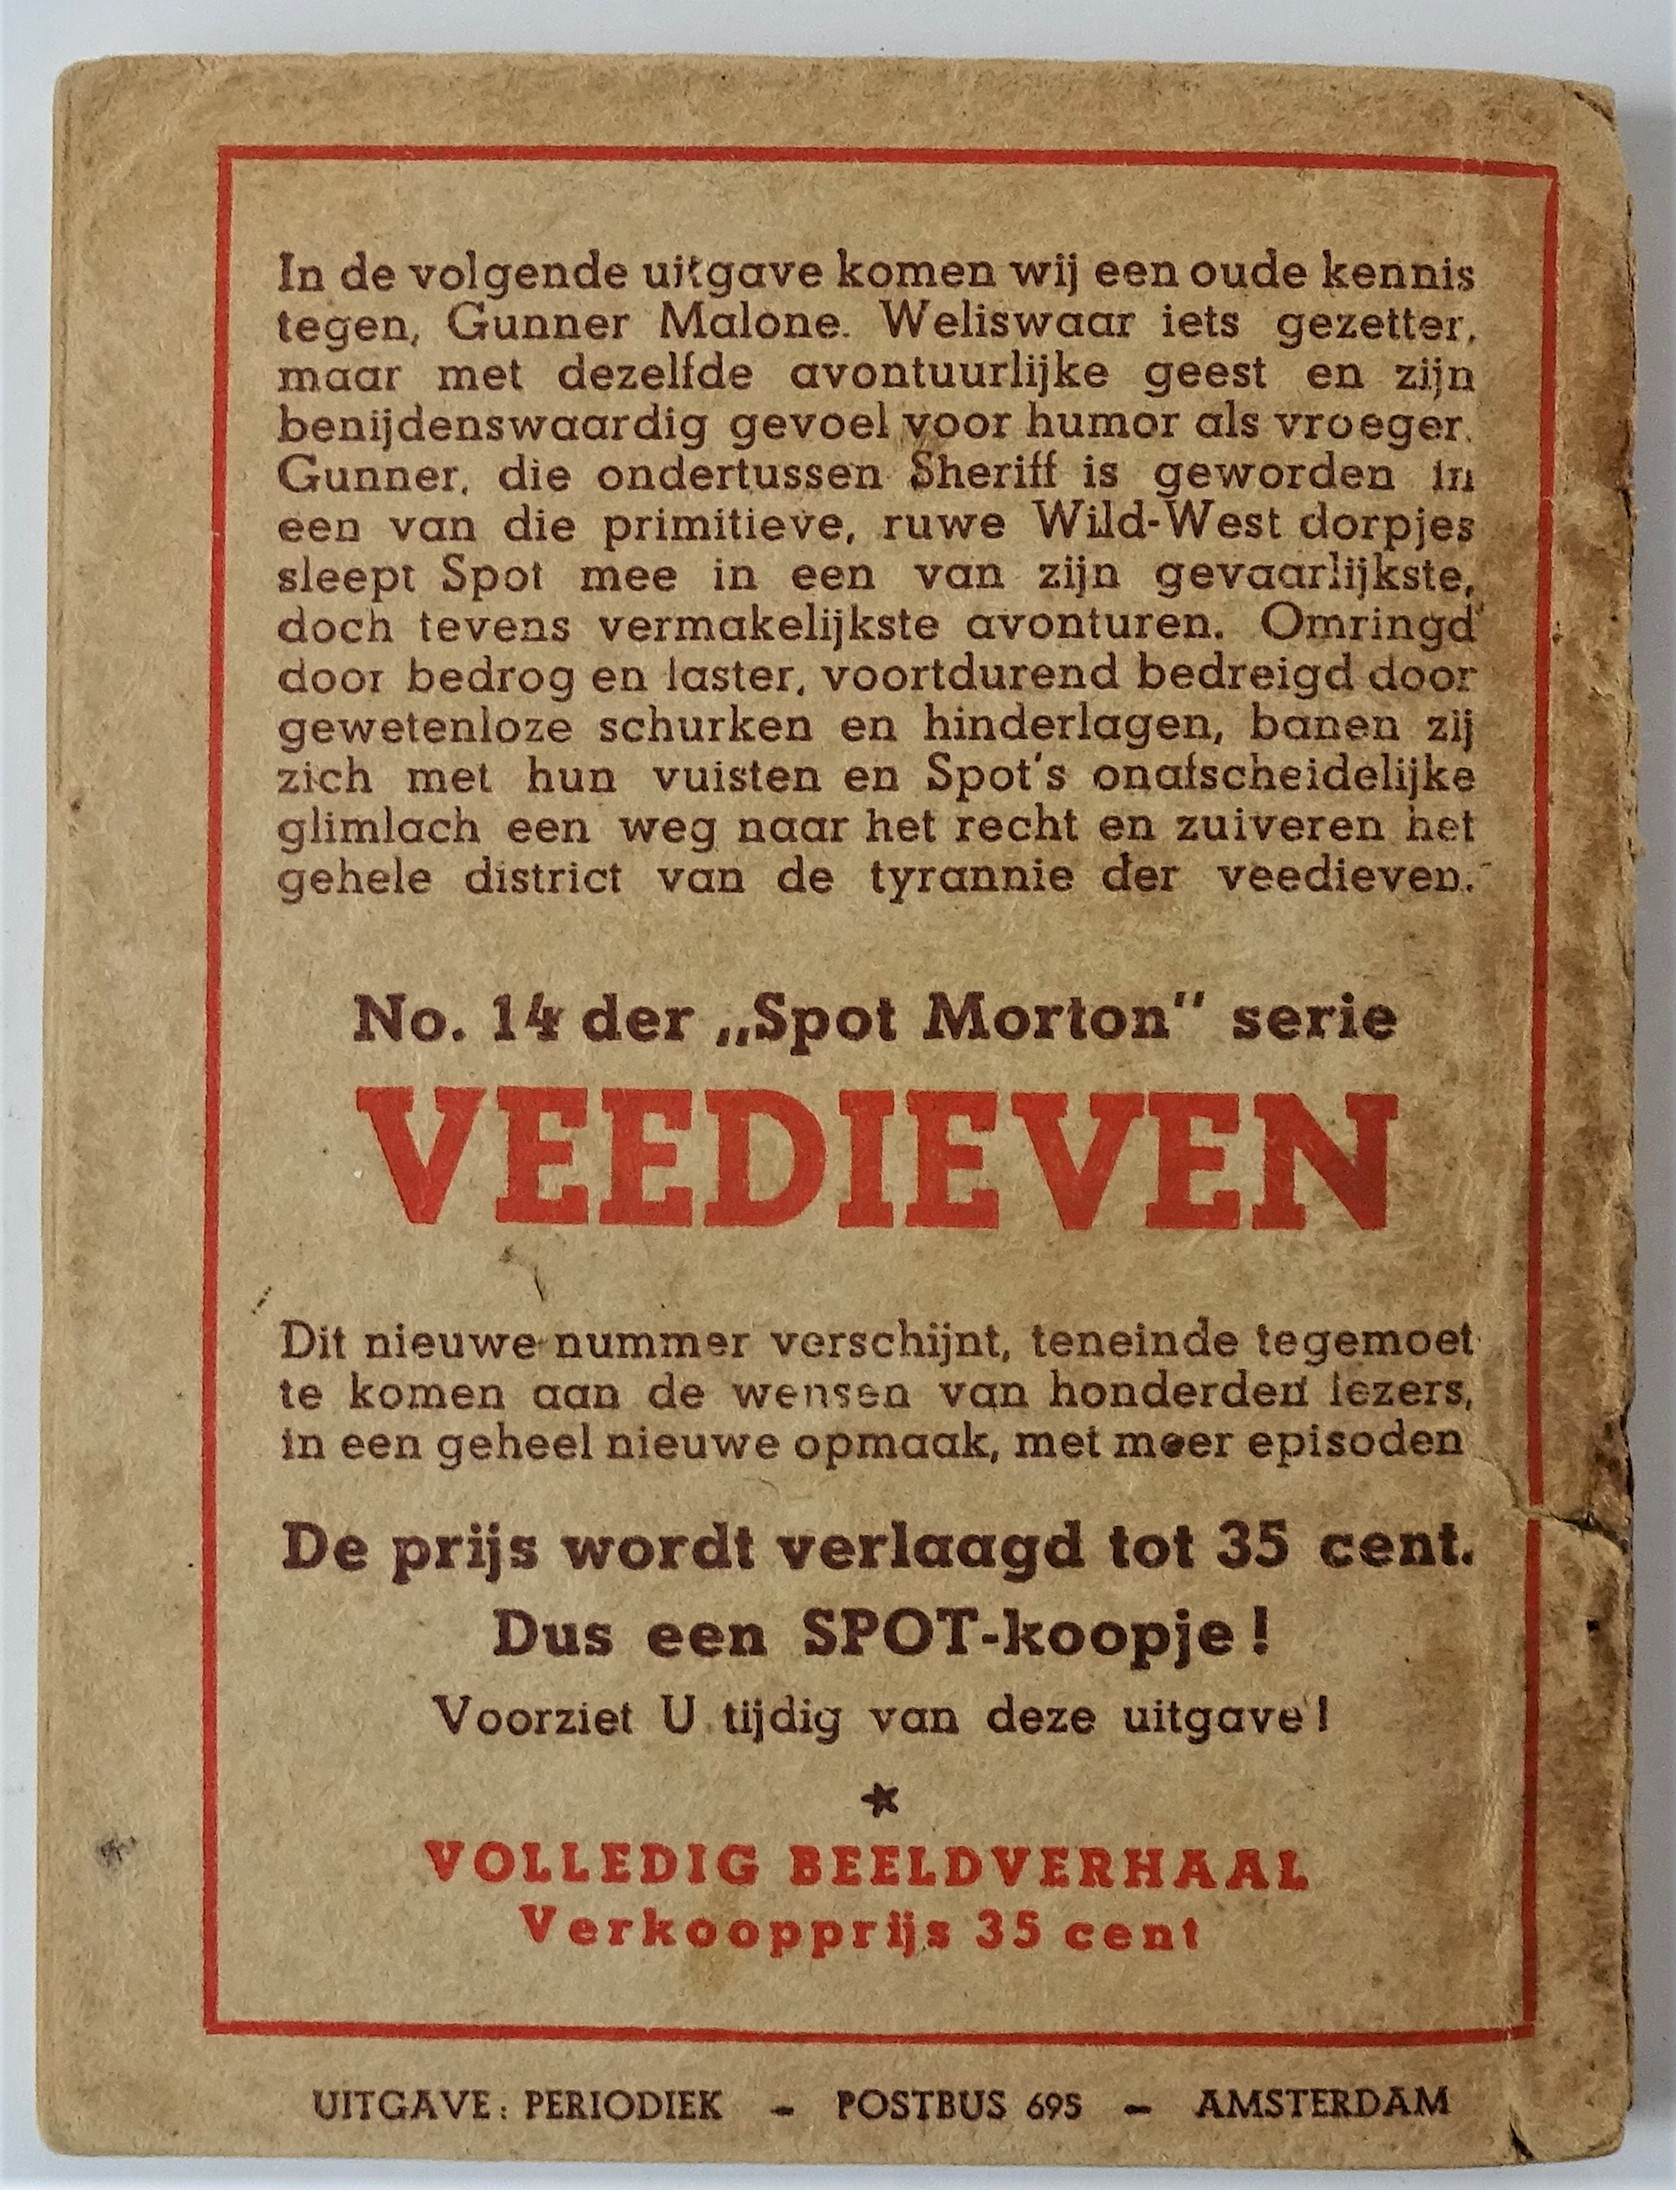 In de volgende uitgave komen wij een oude kennis
tegen, Gunner Malone. Weliswaar iets gezetter,
maar met dezelfde avontuurlijke geest en zijn
benijdenswaardig gevoel voor humor als vroeger.
Gunner, die ondertussen Sheriff is geworden in
een van die primitieve, ruwe Wild-West dorpjes
sleept Spot mee in een van zijn gevaarlijkste,
doch tevens vermakelijkste avonturen. Omringd
door bedrog en laster, voortdurend bedreigd door
gewetenloze schurken en hinderlagen, banen zij
zich met hun vuisten en Spot's onafscheidelijke
glimlach een weg naar het recht en zuiveren het
gehele district van de tyrannie der veedieven.
No. 14 der „Spot Morton" serie
VEEDIEVEN
Dit nieuwe nummer verschijnt, teneinde tegemoet
te komen aan de wensen van honderden lezers,
in een geheel nieuwe opmaak, met meer episoden
De prijs wordt verlaagd tot 35 cent.
Dus een SPOT-koopje!
Voorziet U tijdig van deze uitgave!
VOLLEDIG BEELDVERHAAL
Verkoopprijs 35 cent
UITGAVE: PERIODIEK - POSTBUS 695 - AMSTERDAM